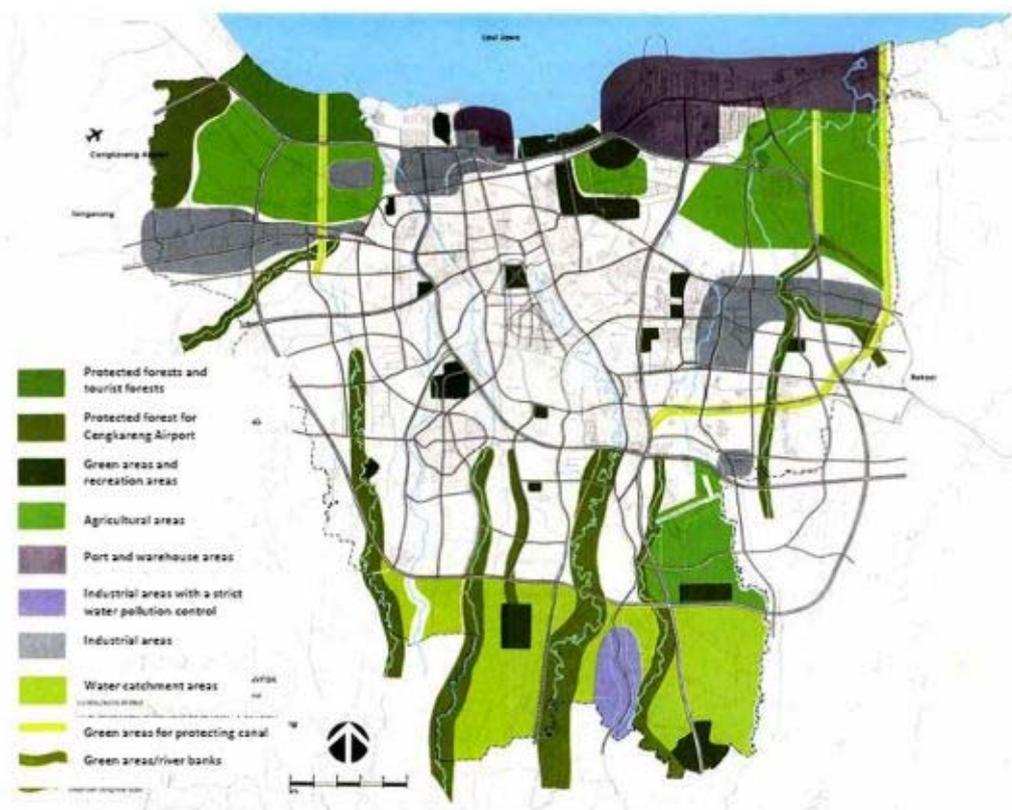 Laut Jawa
Cengkareng Airport
Tangerang
Bekasi
Protected forests and
tourist forests
Protected forest for
Cengkareng Airport
Green areas and
recreation areas
Agricultural areas
Port and warehouse areas
Industrial areas with a strict
water pollution control
Industrial areas
Water catchment areas
Green areas for protecting canal
Green areas/river banks